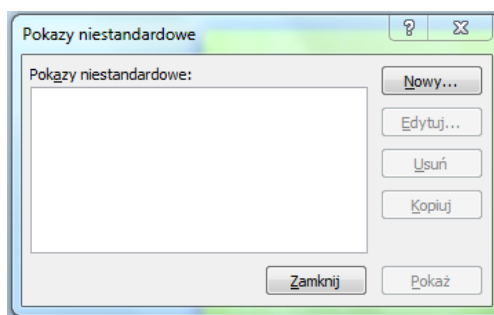 Pokazy niestandardowe
Pokazy niestandardowe:
Nowy...
Edytuj...
Usuń
Kopiuj
Zamknij
Pokaż